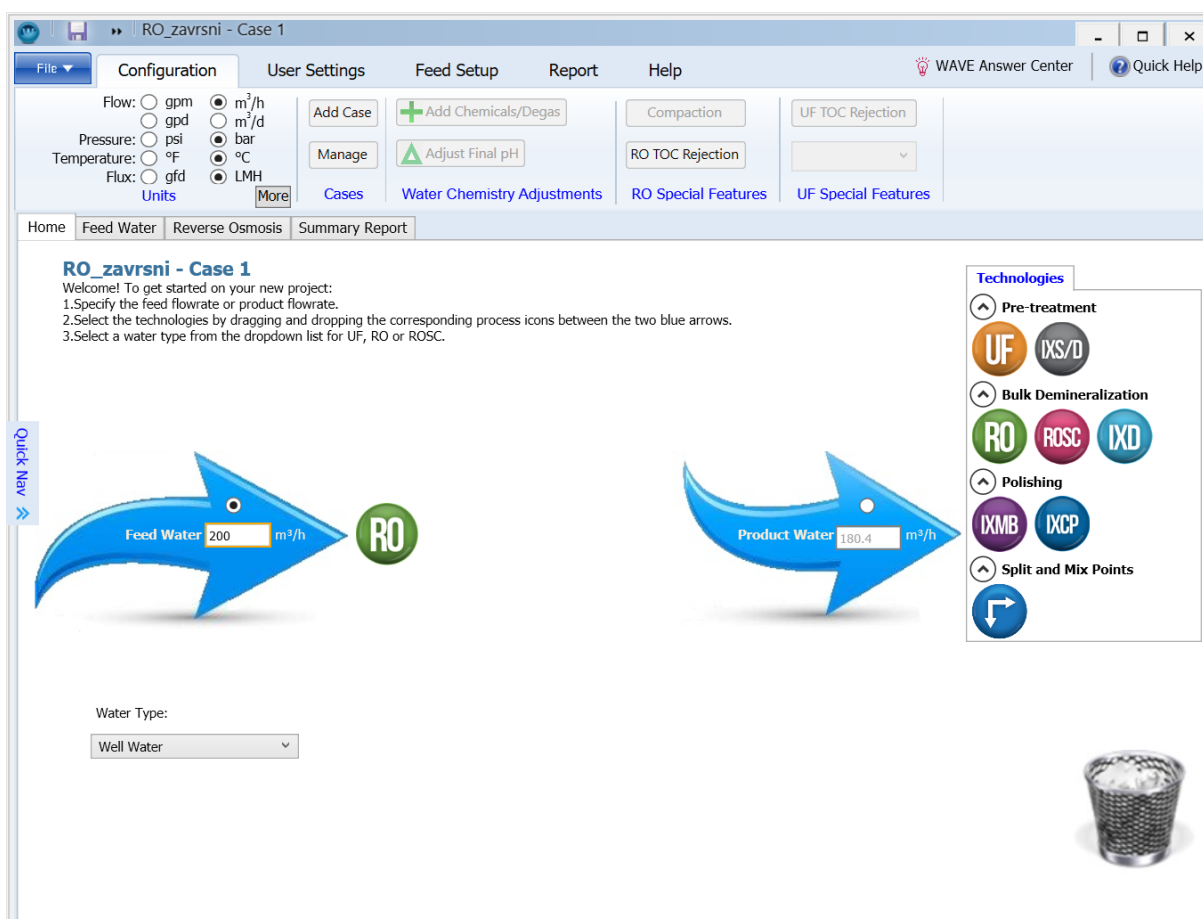 RO_zavrsni - Case 1
File Configuration User Settings Feed Setup Report Help WAVE Answer Center Quick Help
Flow: gpm m³/h
gpd m³/d
Pressure: psi bar
Temperature: °F °C
Flux: gfd LMH
Units More
Add Case
Manage
Cases
Add Chemicals/Degas
Adjust Final pH
Water Chemistry Adjustments
Compaction
RO TOC Rejection
RO Special Features
UF TOC Rejection
UF Special Features
Home Feed Water Reverse Osmosis Summary Report
RO_zavrsni - Case 1
Welcome! To get started on your new project:
1.Specify the feed flowrate or product flowrate.
2.Select the technologies by dragging and dropping the corresponding process icons between the two blue arrows.
3.Select a water type from the dropdown list for UF, RO or ROSC.
Quick Nav
Feed Water 200 m³/h
RO
Product Water 180.4 m³/h
Technologies
Pre-treatment
UF IXS/D
Bulk Demineralization
RO ROSC IXD
Polishing
IXMB IXCP
Split and Mix Points
Water Type:
Well Water